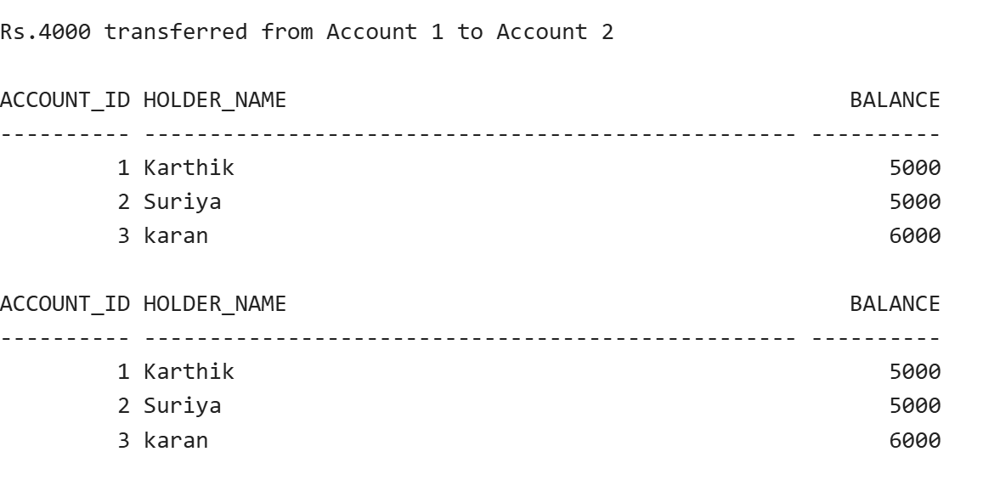 Rs.4000 transferred from Account 1 to Account 2
ACCOUNT_ID HOLDER_NAME                                            BALANCE
---------- -------------------------------------------------- ----------
         1 Karthik                                                  5000
         2 Suriya                                                   5000
         3 karan                                                    6000
ACCOUNT_ID HOLDER_NAME                                            BALANCE
---------- -------------------------------------------------- ----------
         1 Karthik                                                  5000
         2 Suriya                                                   5000
         3 karan                                                    6000